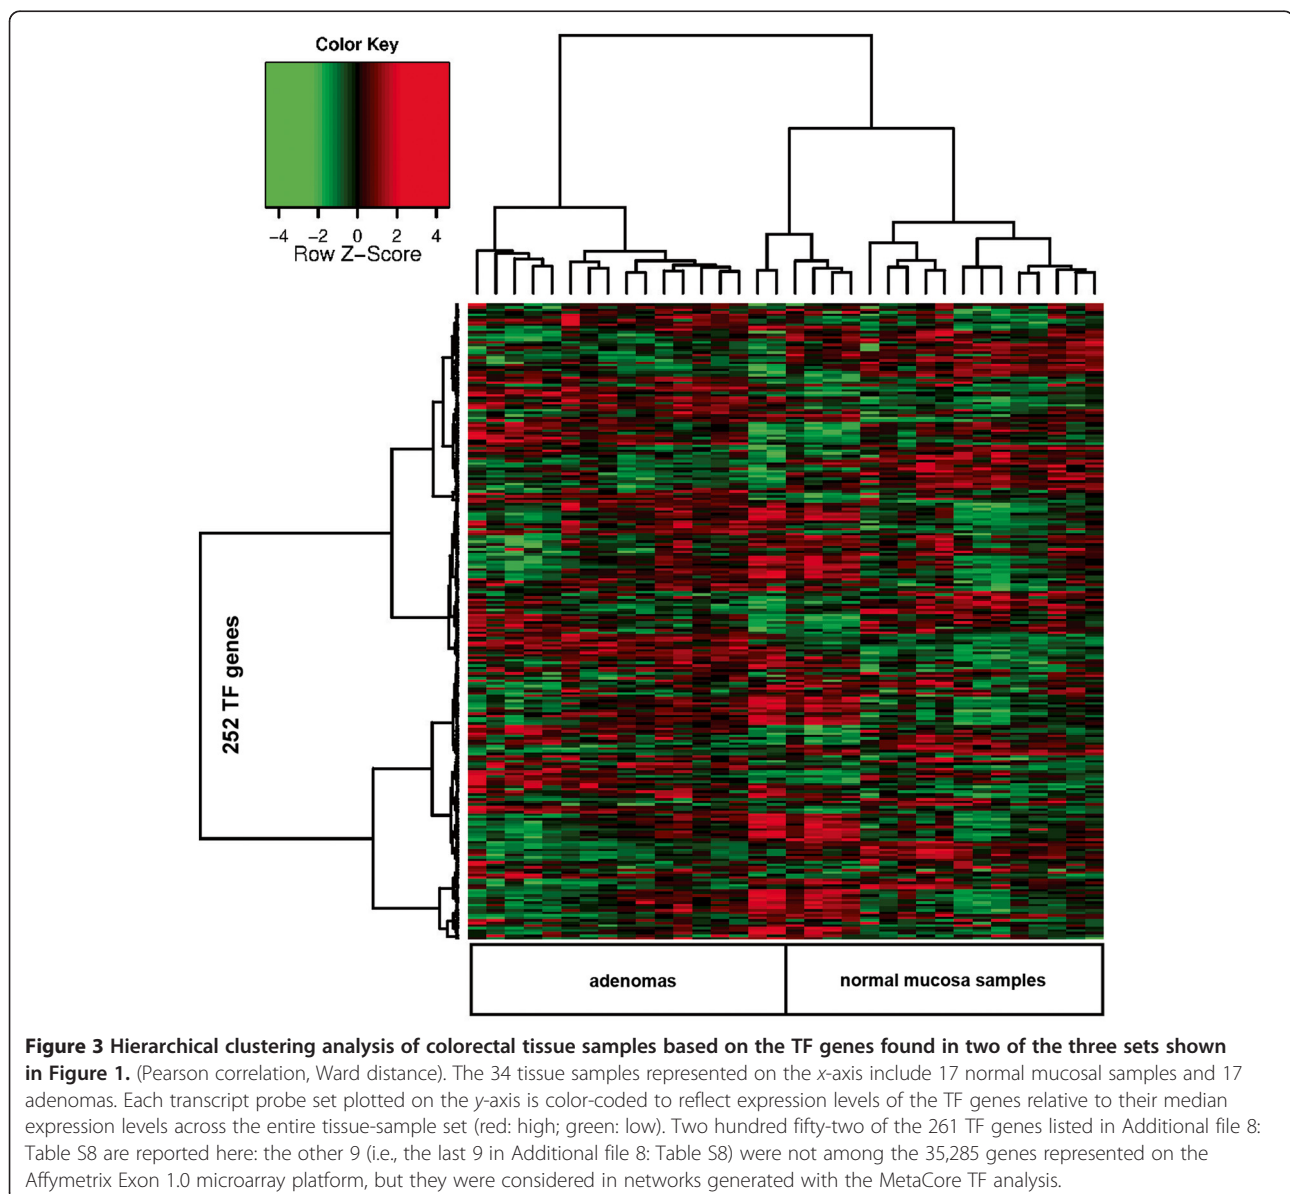 Color Key
−4 −2 0 2 4
Row Z−Score
252 TF genes
adenomas
normal mucosa samples
Figure 3 Hierarchical clustering analysis of colorectal tissue samples based on the TF genes found in two of the three sets shown
in Figure 1. (Pearson correlation, Ward distance). The 34 tissue samples represented on the x-axis include 17 normal mucosal samples and 17
adenomas. Each transcript probe set plotted on the y-axis is color-coded to reflect expression levels of the TF genes relative to their median
expression levels across the entire tissue-sample set (red: high; green: low). Two hundred fifty-two of the 261 TF genes listed in Additional file 8:
Table S8 are reported here: the other 9 (i.e., the last 9 in Additional file 8: Table S8) were not among the 35,285 genes represented on the
Affymetrix Exon 1.0 microarray platform, but they were considered in networks generated with the MetaCore TF analysis.